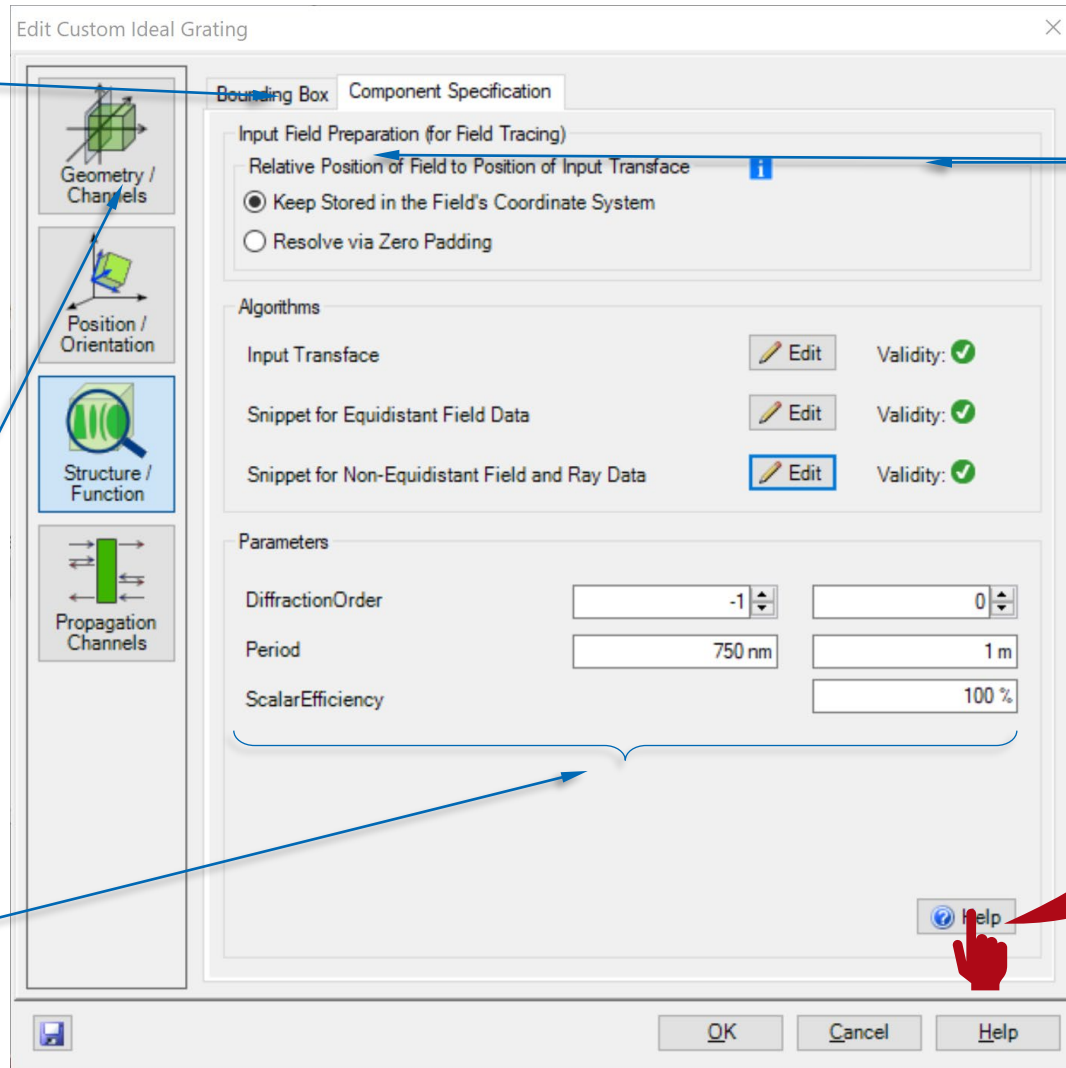 Edit Custom Ideal Grating
Geometry /
Channels
Position /
Orientation
Structure /
Function
Propagation
Channels
Bounding Box
Component Specification
Input Field Preparation (for Field Tracing)
Relative Position of Field to Position of Input Transface
i
Keep Stored in the Field's Coordinate System
Resolve via Zero Padding
Algorithms
Input Transface Edit Validity:
Snippet for Equidistant Field Data Edit Validity:
Snippet for Non-Equidistant Field and Ray Data Edit Validity:
Parameters
DiffractionOrder -1 0
Period 750 nm 1 m
ScalarEfficiency 100 %
? Help
OK Cancel Help